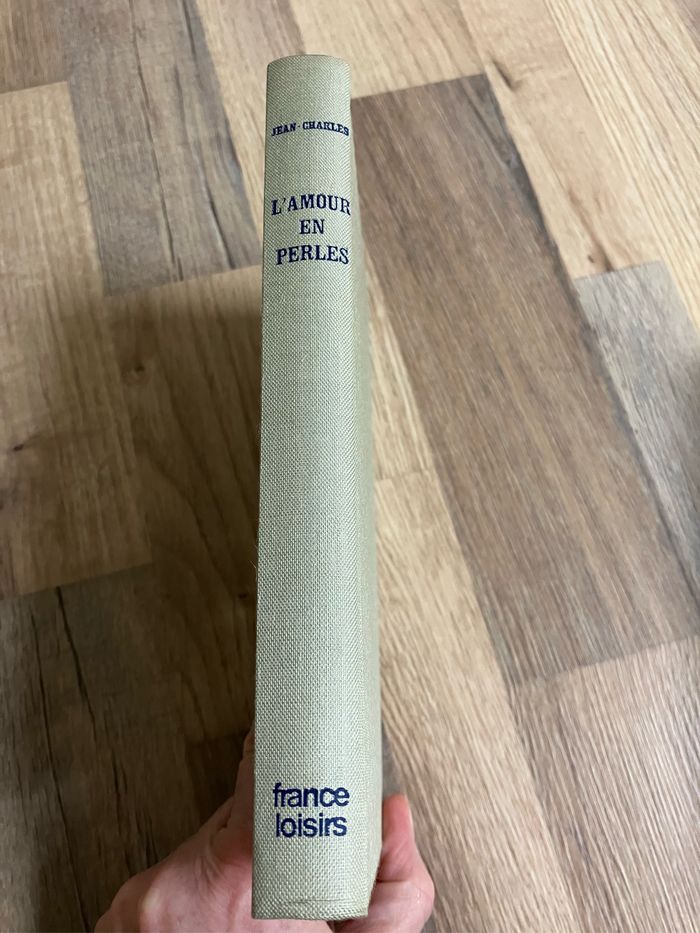 JEAN-CHARLES
L'AMOUR
EN
PERLES
france
loisirs